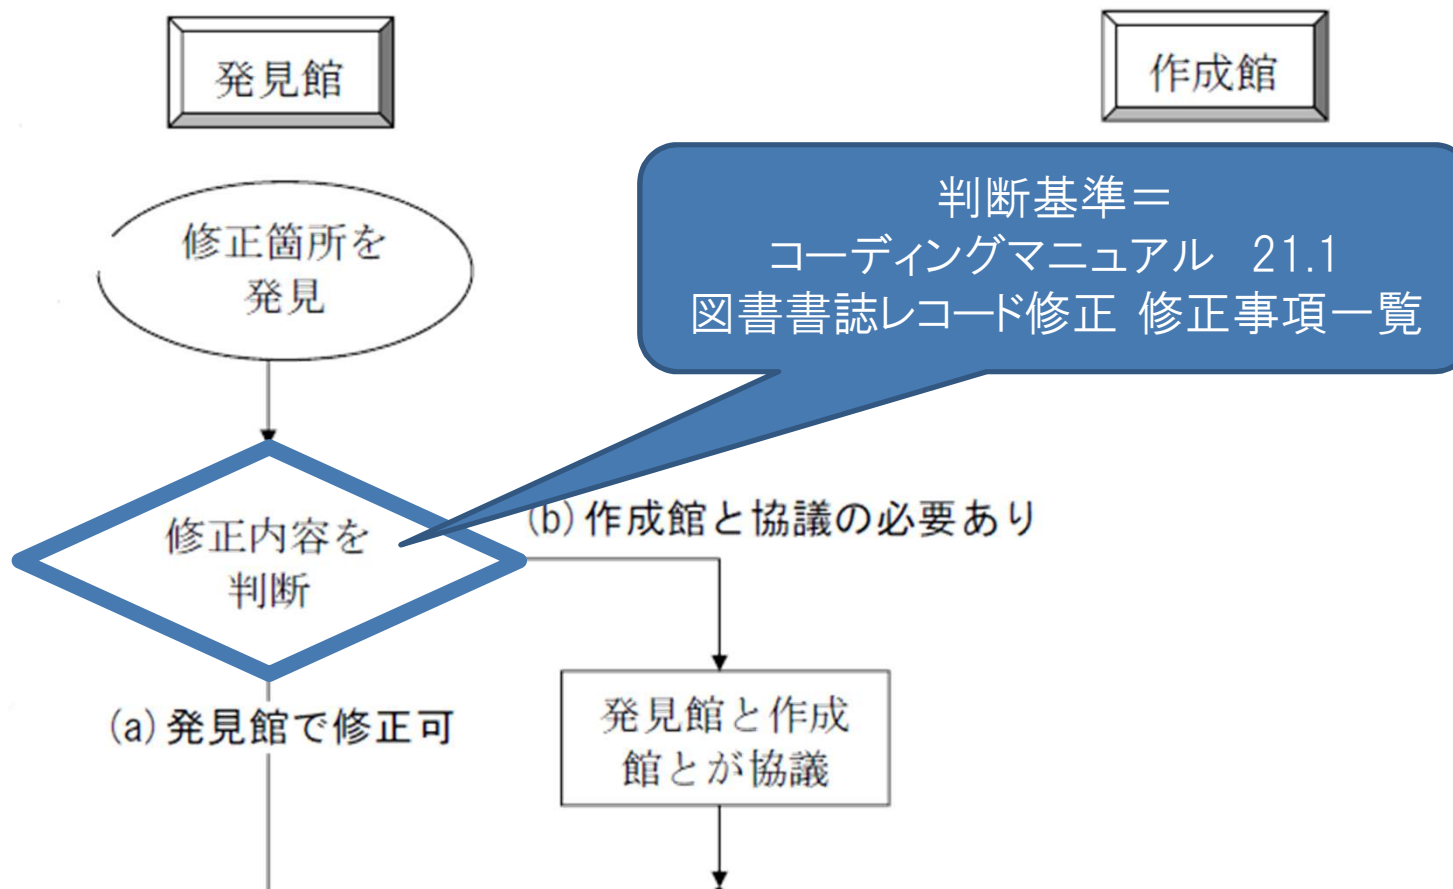 発見館
作成館
判断基準＝
コーディングマニュアル　21.1
図書書誌レコード修正 修正事項一覧
修正箇所を
発見
(b)作成館と協議の必要あり
修正内容を
判断
(a)発見館で修正可
発見館と作成
館とが協議